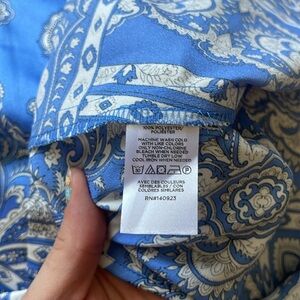 100% POLYESTER/
POLIESTER
MACHINE WASH COLD
WITH LIKE COLORS
ONLY NON-CHLORINE
BLEACH WHEN NEEDED
TUMBLE DRY LOW
COOL IRON WHEN NEEDED
AVEC DES COULEURS
SEMBLABLES / CON
COLORES SIMILARES
RN#140923